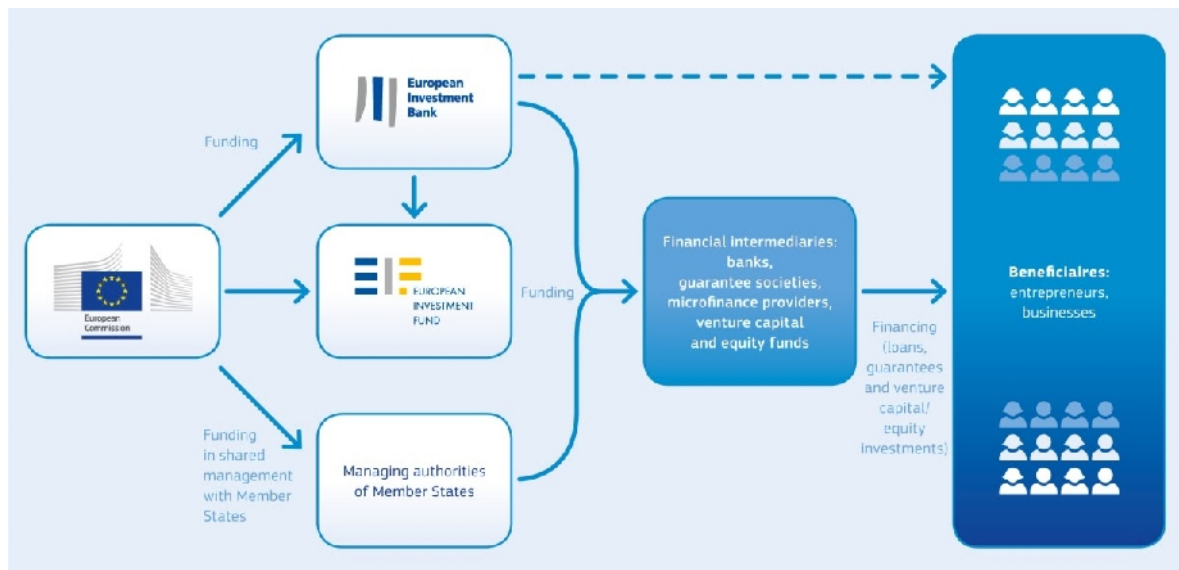 European
Investment
Bank
Funding
European
Commission
EIF
EUROPEAN
INVESTMENT
FUND
Funding
Funding
in shared
management
with Member
States
Managing authorities
of Member States
Financial intermediaries:
banks,
guarantee societies,
microfinance providers,
venture capital
and equity funds
Financing
(loans,
guarantees
and venture
capital/
equity
investments)
Beneficiaires:
entrepreneurs,
businesses